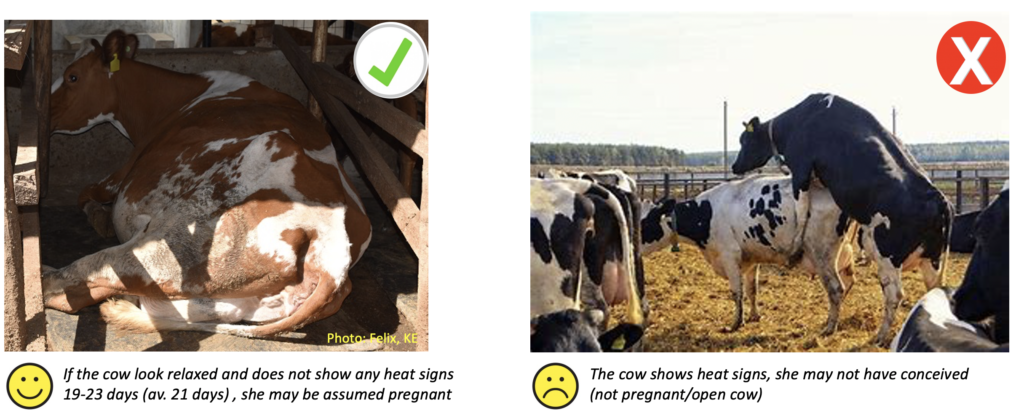 X
Photo: Felix, KE
If the cow look relaxed and does not show any heat signs
19-23 days (av. 21 days) , she may be assumed pregnant
The cow shows heat signs, she may not have conceived
(not pregnant/open cow)